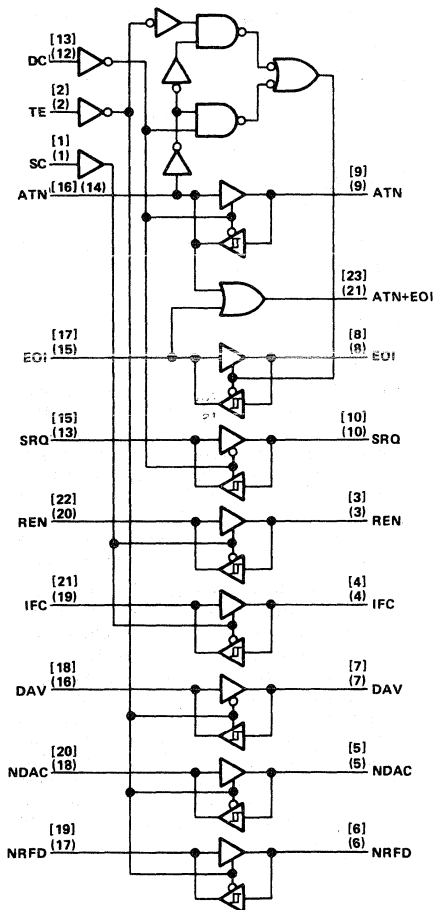 [13]
DC (12)
[2]
TE (2)
[1]
SC (1)
ATN [16] (14)
[9]
(9) ATN
[23]
(21) ATN+EOI
[17]
EOI (15)
[8]
(8) EOI
[15]
SRQ (13)
[10]
(10) SRQ
[22]
REN (20)
[3]
(3) REN
[21]
IFC (19)
[4]
(4) IFC
[18]
DAV (16)
[7]
(7) DAV
[20]
NDAC (18)
[5]
(5) NDAC
[19]
NRFD (17)
[6]
(6) NRFD